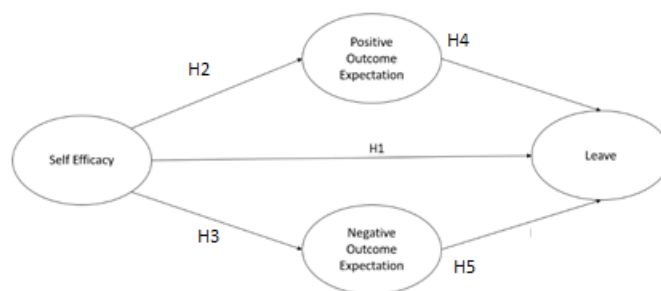 Positive
Outcome
Expectation
H4
H2
Self Efficacy
H1
Leave
H3
Negative
Outcome
Expectation
H5